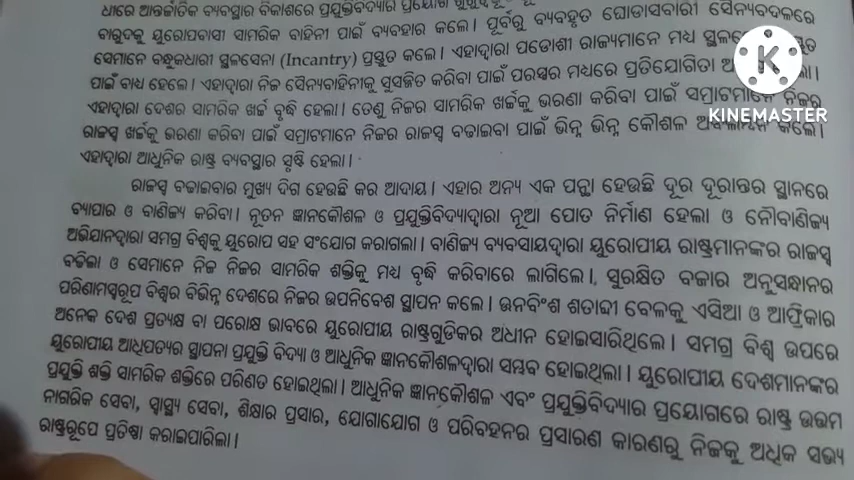 ଧୀରେ ଆନ୍ତର୍ଜାତିକ ବ୍ୟବସ୍ଥାର ବିକାଶରେ ପ୍ରଯୁକ୍ତିବିଦ୍ୟାର ପ୍ରୟୋଗ
ବାରୁଦକୁ ୟୁରୋପବାସୀ ସାମରିକ ବାହିନୀ ପାଇଁ ବ୍ୟବହାର କଲେ। ପୂର୍ବରୁ ବ୍ୟବହୃତ ଘୋଡାସବାରୀ ସୈନ୍ୟବଦଳରେ
ସେମାନେ ବନ୍ଧୁକଧାରୀ ସ୍ଥଳସେନା (Incantry) ପ୍ରସ୍ତୁତ କଲେ। ଏହାଦ୍ବାରା ପଡୋଶୀ ରାଜ୍ୟମାନେ ମଧ୍ୟ
ପାଇଁ ବାଧ୍ୟ ହେଲେ। ଏହାଦ୍ବାରା ନିଜ ସୈନ୍ୟବାହିନୀକୁ ସୁସଜ୍ଜିତ କରିବା ପାଇଁ ପରସ୍ପର ମଧ୍ୟରେ ପ୍ରତିଯୋଗିତା
ଏହାଦ୍ବାରା ଦେଶର ସାମରିକ ଖର୍ଚ୍ଚ ବୃଦ୍ଧି ହେଲା। ତେଣୁ ନିଜର ସାମରିକ ଖର୍ଚ୍ଚକୁ ଭରଣା କରିବା ପାଇଁ ସମ୍ରାଟମାନେ ନିଜର
ରାଜସ୍ୱ ଖର୍ଚ୍ଚକୁ ଭରଣା କରିବା ପାଇଁ ସମ୍ରାଟମାନେ ନିଜର ରାଜସ୍ୱ ବଢାଇବା ପାଇଁ ଭିନ୍ନ ଭିନ୍ନ କୌଶଳ ଅବଲମ୍ବନ କଲେ।
ଏହାଦ୍ବାରା ଆଧୁନିକ ରାଷ୍ଟ୍ର ବ୍ୟବସ୍ଥାର ସୃଷ୍ଟି ହେଲା।
ରାଜସ୍ୱ ବଢାଇବାର ମୁଖ୍ୟ ଦିଗ ହେଉଛି କର ଆଦାୟ। ଏହାର ଅନ୍ୟ ଏକ ପନ୍ଥା ହେଉଛି ଦୂର ଦୂରାନ୍ତର ସ୍ଥାନରେ
ବ୍ୟାପାର ଓ ବାଣିଜ୍ୟ କରିବା। ନୂତନ ଜ୍ଞାନକୌଶଳ ଓ ପ୍ରଯୁକ୍ତିବିଦ୍ୟାଦ୍ବାରା ନୂଆ ପୋତ ନିର୍ମାଣ ହେଲା ଓ ନୌବାଣିଜ୍ୟ
ଅଭିଯାନଦ୍ବାରା ସମଗ୍ର ବିଶ୍ୱକୁ ୟୁରୋପ ସହ ସଂଯୋଗ କରାଗଲା। ବାଣିଜ୍ୟ ବ୍ୟବସାୟଦ୍ବାରା ୟୁରୋପୀୟ ରାଷ୍ଟ୍ରମାନଙ୍କର ରାଜସ୍ୱ
ବଢିଲା ଓ ସେମାନେ ନିଜ ନିଜର ସାମରିକ ଶକ୍ତିକୁ ମଧ୍ୟ ବୃଦ୍ଧି କରିବାରେ ଲାଗିଲେ। ସୁରକ୍ଷିତ ବଜାର ଅନୁସନ୍ଧାନର
ପରିଣାମସ୍ୱରୂପ ବିଶ୍ୱର ବିଭିନ୍ନ ଦେଶରେ ନିଜର ଉପନିବେଶ ସ୍ଥାପନ କଲେ। ଊନବିଂଶ ଶତାବ୍ଦୀ ବେଳକୁ ଏସିଆ ଓ ଆଫ୍ରିକାର
ଅନେକ ଦେଶ ପ୍ରତ୍ୟକ୍ଷ ବା ପରୋକ୍ଷ ଭାବରେ ୟୁରୋପୀୟ ରାଷ୍ଟ୍ରଗୁଡିକର ଅଧୀନ ହୋଇସାରିଥିଲେ। ସମଗ୍ର ବିଶ୍ୱ ଉପରେ
ୟୁରୋପୀୟ ଆଧିପତ୍ୟର ସ୍ଥାପନା ପ୍ରଯୁକ୍ତି ବିଦ୍ୟା ଓ ଆଧୁନିକ ଜ୍ଞାନକୌଶଳଦ୍ବାରା ସମ୍ଭବ ହୋଇଥିଲା। ୟୁରୋପୀୟ ଦେଶମାନଙ୍କର
ପ୍ରଯୁକ୍ତି ଶକ୍ତି ସାମରିକ ଶକ୍ତିରେ ପରିଣତ ହୋଇଥିଲା। ଆଧୁନିକ ଜ୍ଞାନକୌଶଳ ଏବଂ ପ୍ରଯୁକ୍ତିବିଦ୍ୟାର ପ୍ରୟୋଗରେ ରାଷ୍ଟ୍ର ଉତ୍ତମ
ନାଗରିକ ସେବା, ସ୍ୱାସ୍ଥ୍ୟ ସେବା, ଶିକ୍ଷାର ପ୍ରସାର, ଯୋଗାଯୋଗ ଓ ପରିବହନର ପ୍ରସାରଣ କାରଣରୁ ନିଜକୁ ଅଧିକ ସଭ୍ୟ
ରାଷ୍ଟ୍ରରୂପେ ପ୍ରତିଷ୍ଠା କରାଇପାରିଲା।
KINEMASTER